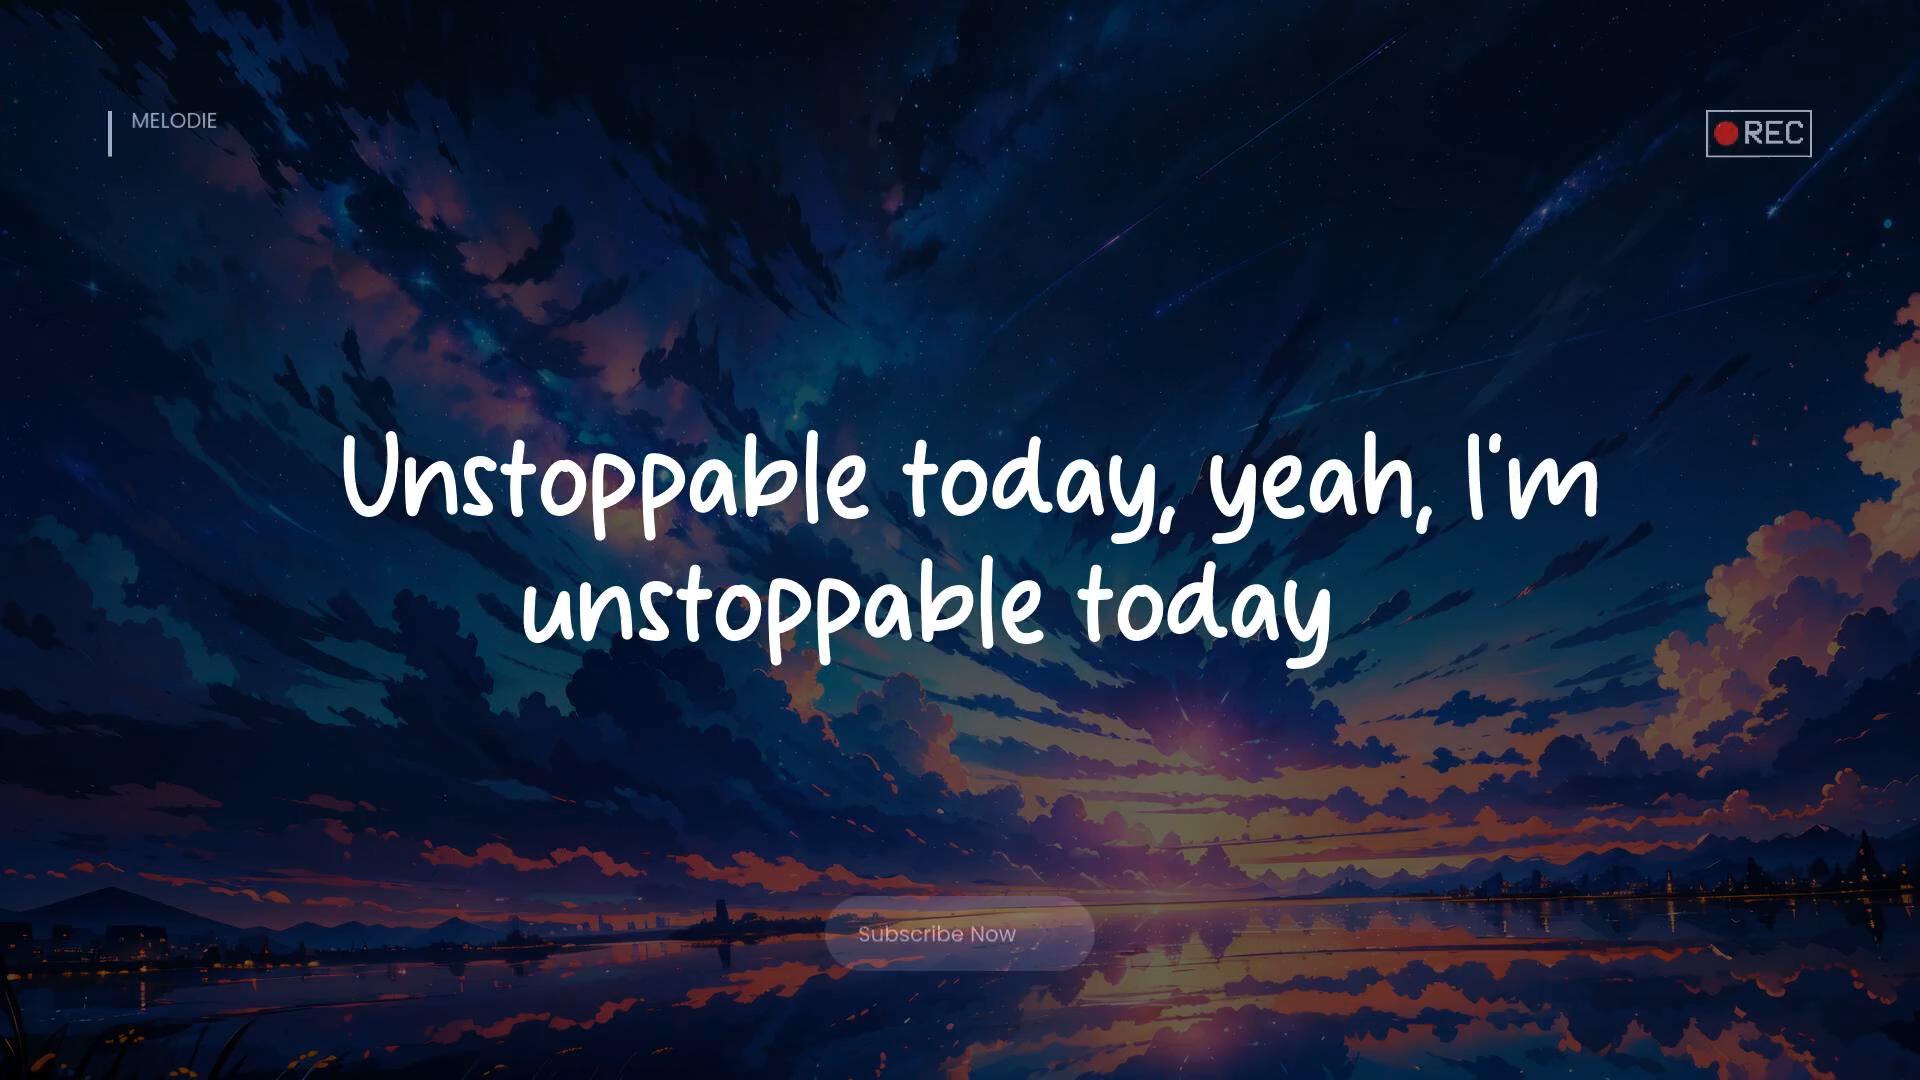 MELODIE
REC
Unstoppable today, yeah, I'm
unstoppable today
Subscribe Now